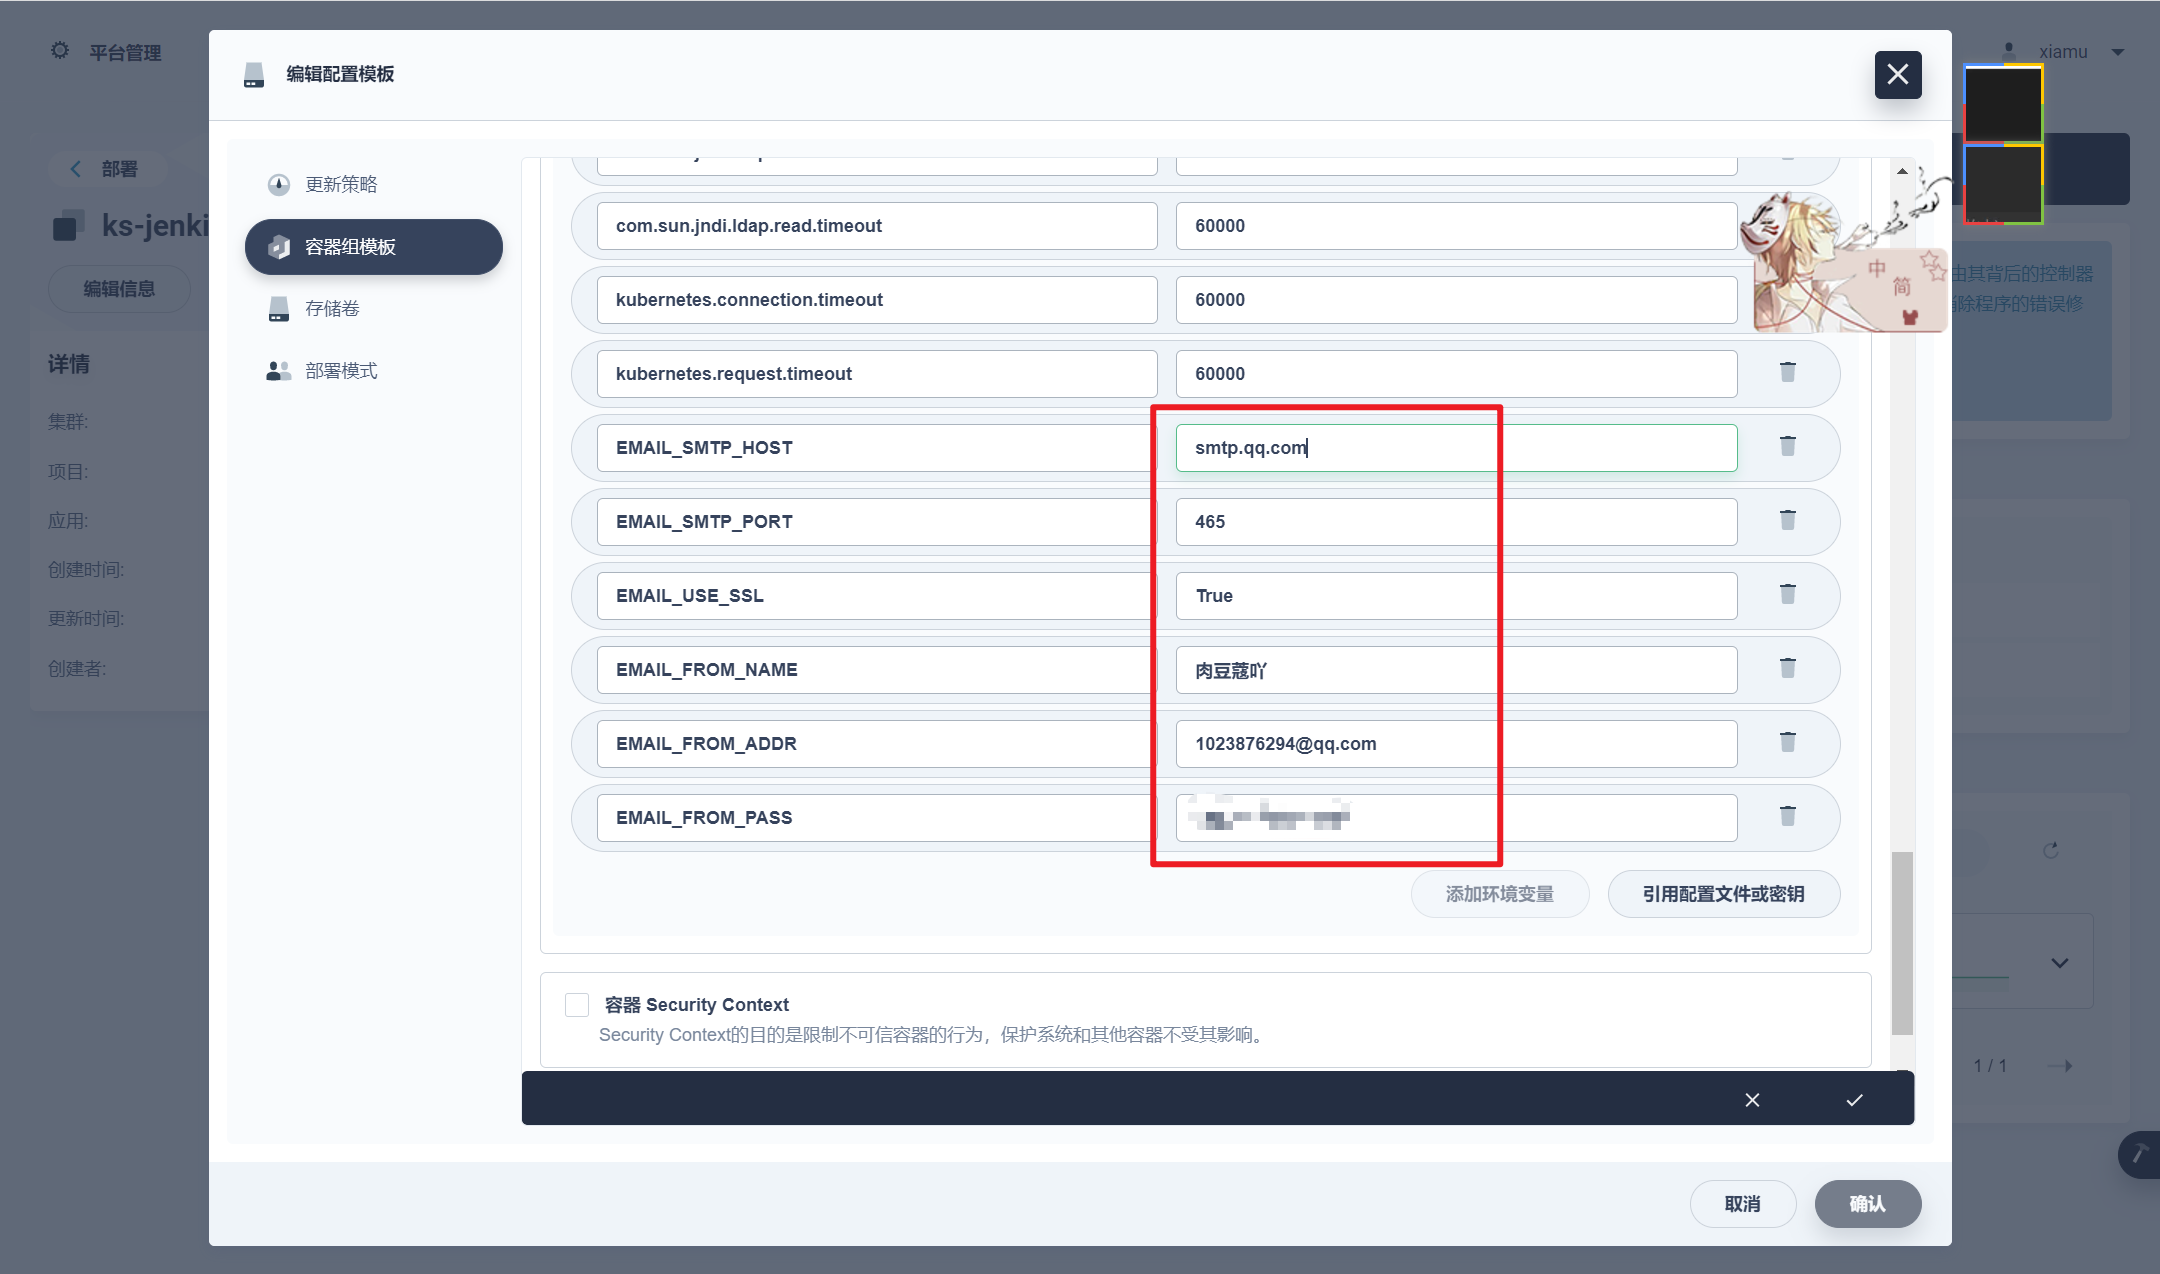 平台管理
xiamu
编辑配置模板
部署
ks-jenki
编辑信息
详情
集群:
项目:
应用:
创建时间:
更新时间:
创建者:
更新策略
容器组模板
存储卷
部署模式
com.sun.jndi.ldap.read.timeout
60000
kubernetes.connection.timeout
60000
kubernetes.request.timeout
60000
EMAIL_SMTP_HOST
smtp.qq.com
EMAIL_SMTP_PORT
465
EMAIL_USE_SSL
True
EMAIL_FROM_NAME
肉豆蔻吖
EMAIL_FROM_ADDR
1023876294@qq.com
EMAIL_FROM_PASS
添加环境变量
引用配置文件或密钥
容器 Security Context
Security Context的目的是限制不可信容器的行为，保护系统和其他容器不受其影响。
中
简
由其背后的控制器
除程序的错误修
1 / 1
取消
确认